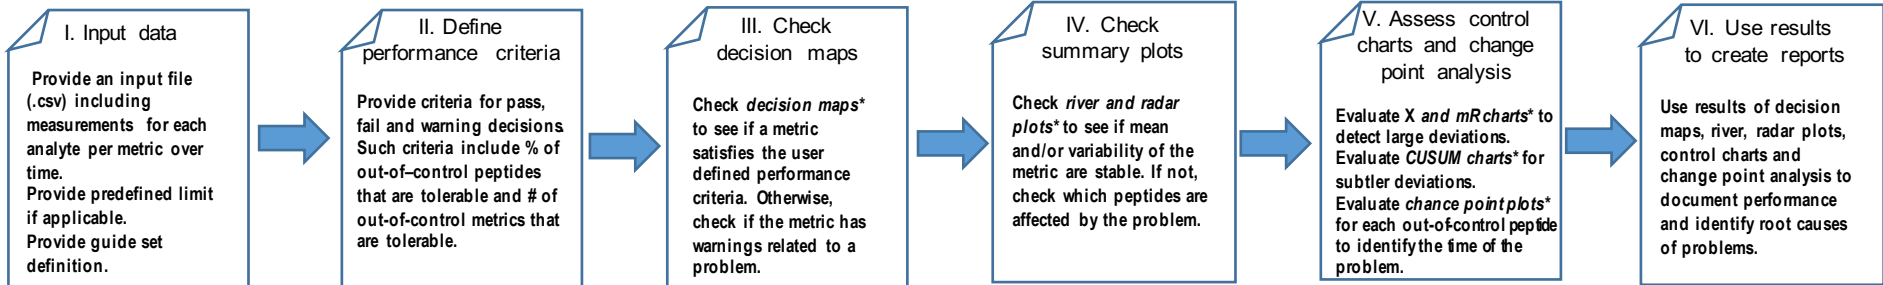 I. Input data
Provide an input file
(.csv) including
measurements for each
analyte per metric over
time.
Provide predefined limit
if applicable.
Provide guide set
definition.
II. Define
performance criteria
Provide criteria for pass,
fail and warning decisions.
Such criteria include % of
out-of–control peptides
that are tolerable and # of
out-of-control metrics that
are tolerable.
III. Check
decision maps
Check decision maps*
to see if a metric
satisfies the user
defined performance
criteria. Otherwise,
check if the metric has
warnings related to a
problem.
IV. Check
summary plots
Check river and radar
plots* to see if mean
and/or variability of the
metric are stable. If not,
check which peptides are
affected by the problem.
V. Assess control
charts and change
point analysis
Evaluate X and mR charts* to
detect large deviations.
Evaluate CUSUM charts* for
subtler deviations.
Evaluate chance point plots*
for each out-of-control peptide
to identify the time of the
problem.
VI. Use results
to create reports
Use results of decision
maps, river, radar plots,
control charts and
change point analysis to
document performance
and identify root causes
of problems.